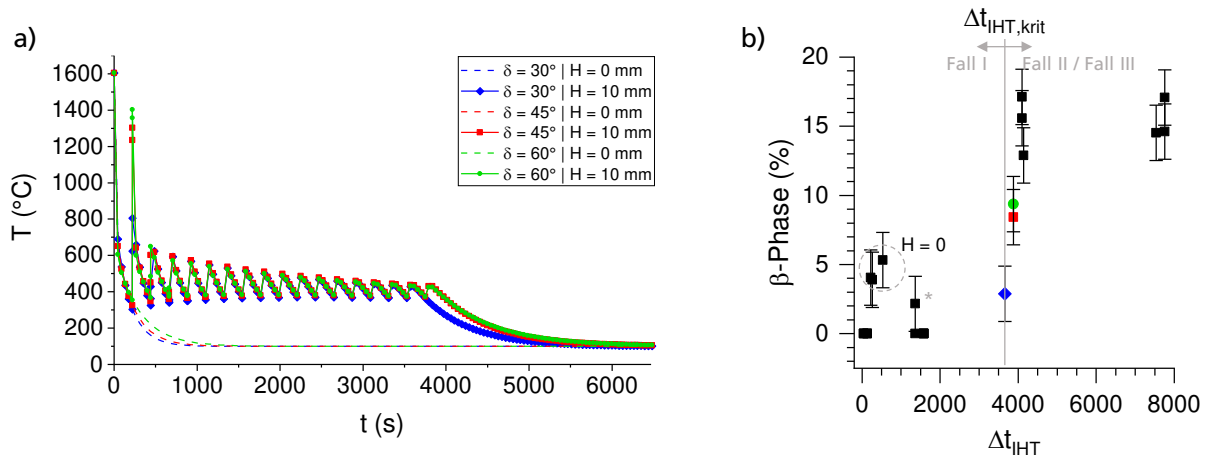 a)
1600
1400
1200
1000
800
600
400
200
0
T (°C)
0
1000
2000
3000
4000
5000
6000
t (s)
δ = 30° | H = 0 mm
δ = 30° | H = 10 mm
δ = 45° | H = 0 mm
δ = 45° | H = 10 mm
δ = 60° | H = 0 mm
δ = 60° | H = 10 mm
b)
ΔtIHT,krit
Fall I
Fall II / Fall III
20
15
10
5
0
β-Phase (%)
H = 0
*
0
2000
4000
6000
8000
ΔtIHT